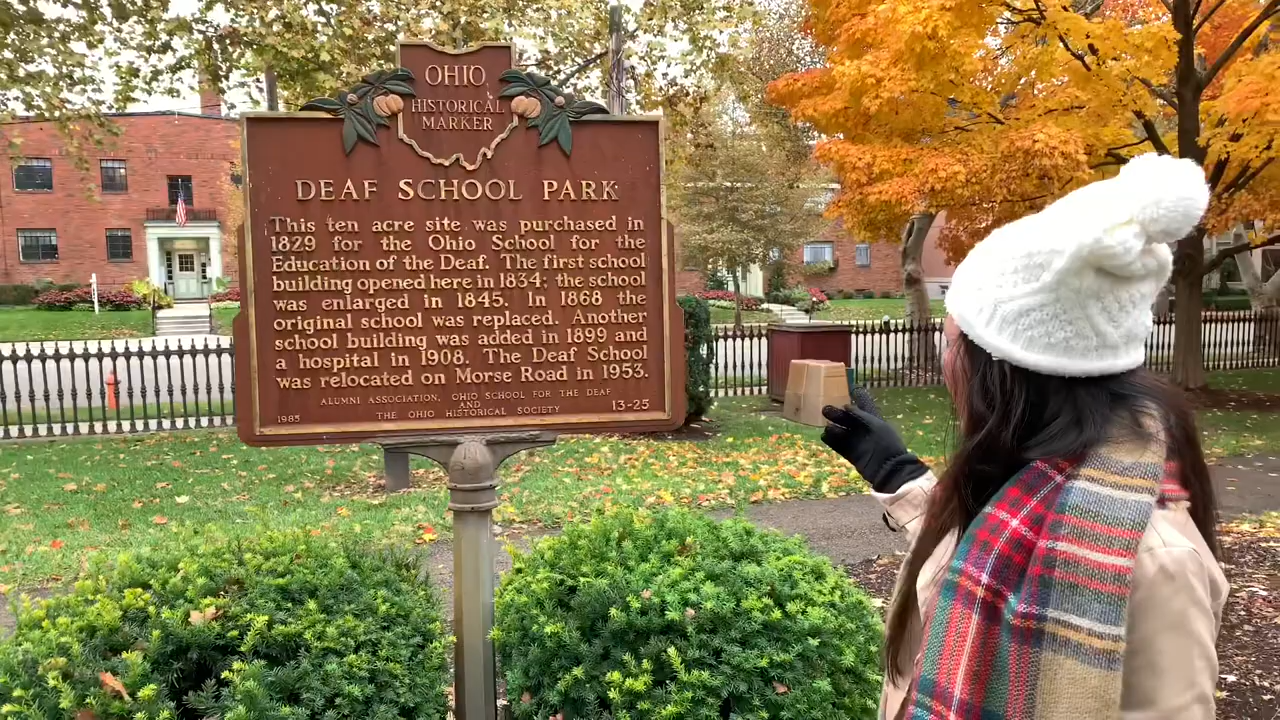 OHIO
HISTORICAL
MARKER
DEAF SCHOOL PARK
This ten acre site was purchased in
1829 for the Ohio School for the
Education of the Deaf. The first school
building opened here in 1834; the school
was enlarged in 1845. In 1868 the
original school was replaced. Another
school building was added in 1899 and
a hospital in 1908. The Deaf School
was relocated on Morse Road in 1953.
ALUMNI ASSOCIATION, OHIO SCHOOL FOR THE DEAF
AND
1985 THE OHIO HISTORICAL SOCIETY 13-25